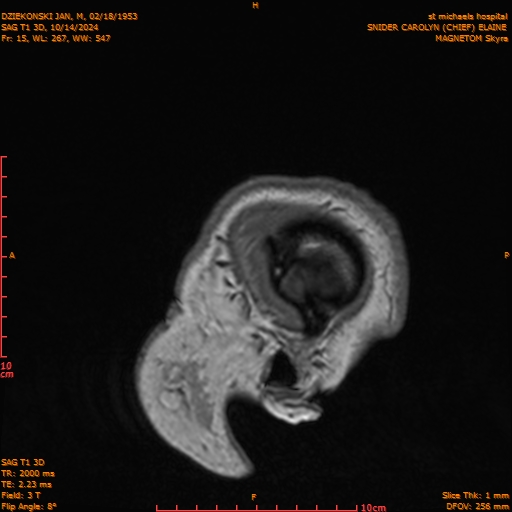 H
DZIEKONSKI JAN, M, 02/18/1953
SAG T1 3D, 10/14/2024
Fr: 15, WL: 267, WW: 547
st michaels hospital
SNIDER CAROLYN (CHIEF) ELAINE
MAGNETOM Skyra
A
P
10
cm
SAG T1 3D
TR: 2000 ms
TE: 2.23 ms
Field: 3 T
Flip Angle: 8°
F
10cm
Slice Thk: 1 mm
DFOV: 256 mm